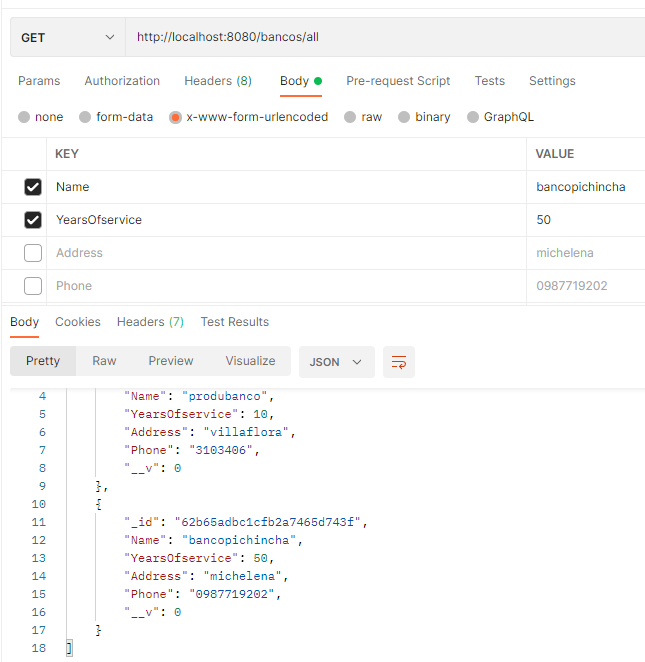 GET http://localhost:8080/bancos/all
Params Authorization Headers (8) Body Pre-request Script Tests Settings
none form-data x-www-form-urlencoded raw binary GraphQL
KEY VALUE
Name bancopichincha
YearsOfservice 50
Address michelena
Phone 0987719202
Body Cookies Headers (7) Test Results
Pretty Raw Preview Visualize JSON
4 "Name": "produbanco",
5 "YearsOfservice": 10,
6 "Address": "villaflora",
7 "Phone": "3103406",
8 "__v": 0
9 },
10 {
11 "_id": "62b65adbc1cfb2a7465d743f",
12 "Name": "bancopichincha",
13 "YearsOfservice": 50,
14 "Address": "michelena",
15 "Phone": "0987719202",
16 "__v": 0
17 }
18 ]